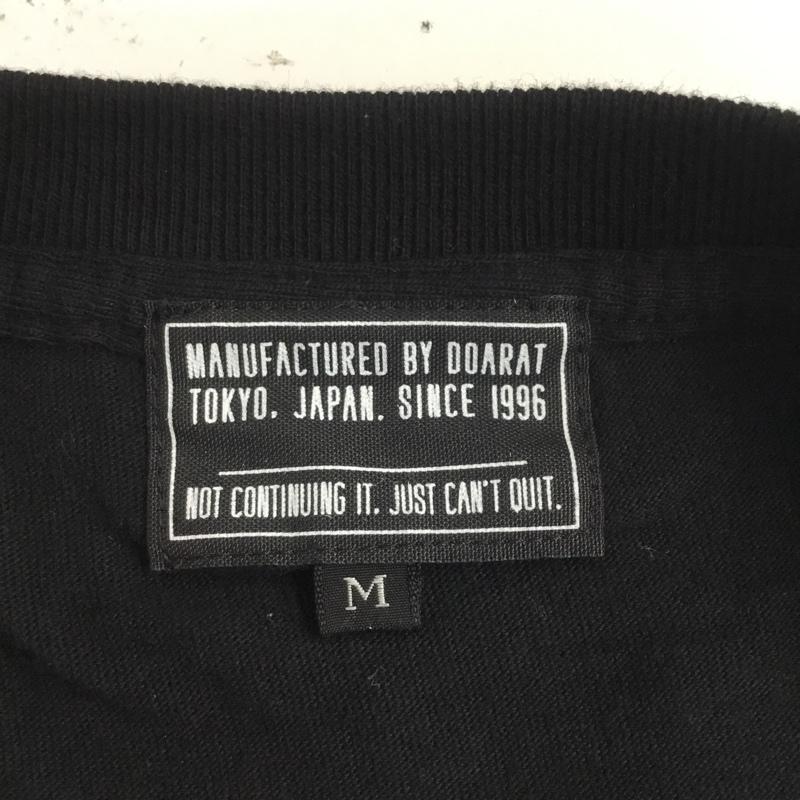 MANUFACTURED BY DOARAT
TOKYO. JAPAN. SINCE 1996
NOT CONTINUING IT. JUST CAN'T QUIT.
M